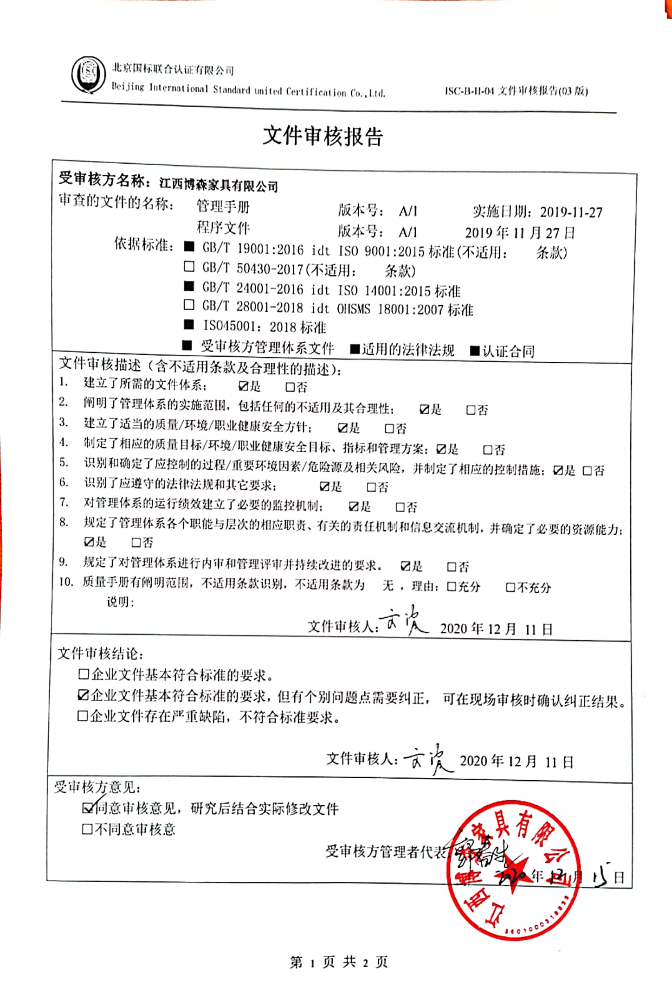 北京国标联合认证有限公司
Beijing International Standard united Certification Co.,Ltd.
ISC-B-II-04 文件审核报告(03 版)
文件审核报告
受审核方名称：江西博森家具有限公司
审查的文件的名称： 管理手册 版本号： A/1 实施日期：2019-11-27
程序文件 版本号： A/1 2019 年 11 月 27 日
依据标准：■ GB/T 19001:2016 idt ISO 9001:2015 标准(不适用： 条款)
□ GB/T 50430-2017(不适用： 条款)
■ GB/T 24001-2016 idt ISO 14001:2015 标准
□ GB/T 28001-2018 idt OHSMS 18001:2007 标准
■ ISO45001：2018 标准
■ 受审核方管理体系文件 ■适用的法律法规 ■认证合同
文件审核描述（含不适用条款及合理性的描述）：
1. 建立了所需的文件体系； ☑是 □否
2. 阐明了管理体系的实施范围，包括任何的不适用及其合理性； ☑是 □否
3. 建立了适当的质量/环境/职业健康安全方针； ☑是 □否
4. 制定了相应的质量目标/环境/职业健康安全目标、指标和管理方案；☑是 □否
5. 识别和确定了应控制的过程/重要环境因素/危险源及相关风险，并制定了相应的控制措施；☑是 □否
6. 识别了应遵守的法律法规和其它要求； ☑是 □否
7. 对管理体系的运行绩效建立了必要的监控机制； ☑是 □否
8. 规定了管理体系各个职能与层次的相应职责、有关的责任机制和信息交流机制，并确定了必要的资源能力；
☑是 □否
9. 规定了对管理体系进行内审和管理评审并持续改进的要求。 ☑是 □否
10. 质量手册有阐明范围，不适用条款识别，不适用条款为 无 ，理由：□充分 □不充分
说明：
文件审核人： 2020 年 12 月 11 日
文件审核结论：
□企业文件基本符合标准的要求。
☑企业文件基本符合标准的要求，但有个别问题点需要纠正， 可在现场审核时确认纠正结果。
□企业文件存在严重缺陷，不符合标准要求。
文件审核人： 2020 年 12 月 11 日
受审核方意见：
☑同意审核意见，研究后结合实际修改文件
□不同意审核意
受审核方管理者代表：
2020 年 12 月 15 日
江西博森家具有限公司
第 1 页 共 2 页